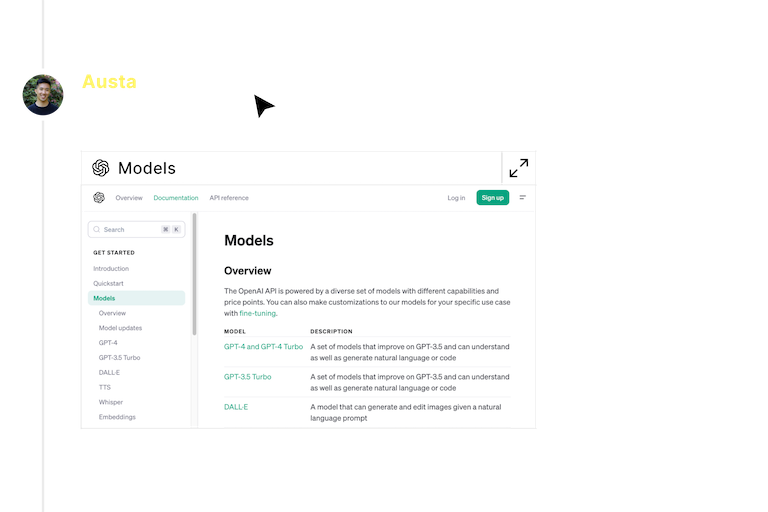 Austa
Models
Overview Documentation API reference Log in Sign up
Search ⌘ K
GET STARTED
Introduction
Quickstart
Models
Overview
Model updates
GPT-4
GPT-3.5 Turbo
DALL·E
TTS
Whisper
Embeddings
Models
Overview
The OpenAI API is powered by a diverse set of models with different capabilities and
price points. You can also make customizations to our models for your specific use case
with fine-tuning.
MODEL DESCRIPTION
GPT-4 and GPT-4 Turbo A set of models that improve on GPT-3.5 and can understand
as well as generate natural language or code
GPT-3.5 Turbo A set of models that improve on GPT-3.5 and can understand
as well as generate natural language or code
DALL·E A model that can generate and edit images given a natural
language prompt